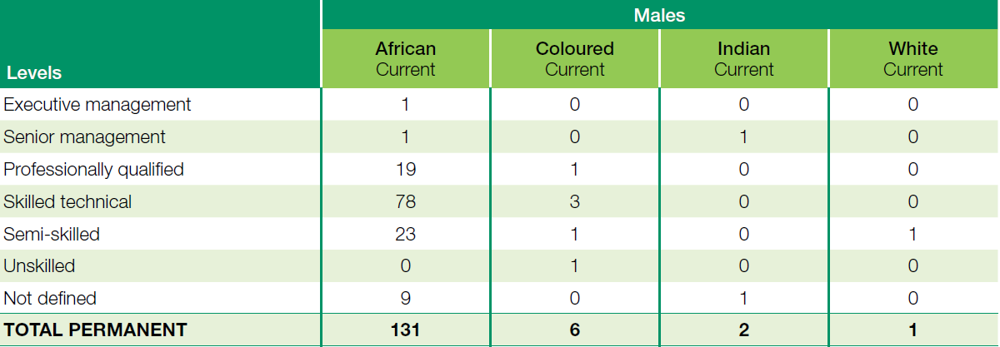 Males
Levels African Current Coloured Current Indian Current White Current
Executive management 1 0 0 0
Senior management 1 0 1 0
Professionally qualified 19 1 0 0
Skilled technical 78 3 0 0
Semi-skilled 23 1 0 1
Unskilled 0 1 0 0
Not defined 9 0 1 0
TOTAL PERMANENT 131 6 2 1